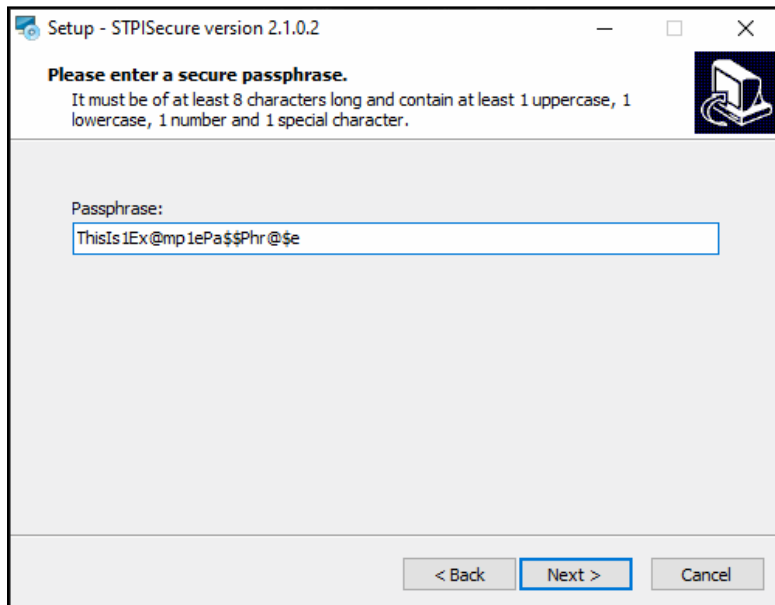 Setup - STPISecure version 2.1.0.2
Please enter a secure passphrase.
It must be of at least 8 characters long and contain at least 1 uppercase, 1
lowercase, 1 number and 1 special character.
Passphrase:
ThisIs1Ex@mp1ePa$$Phr@$e
< Back
Next >
Cancel